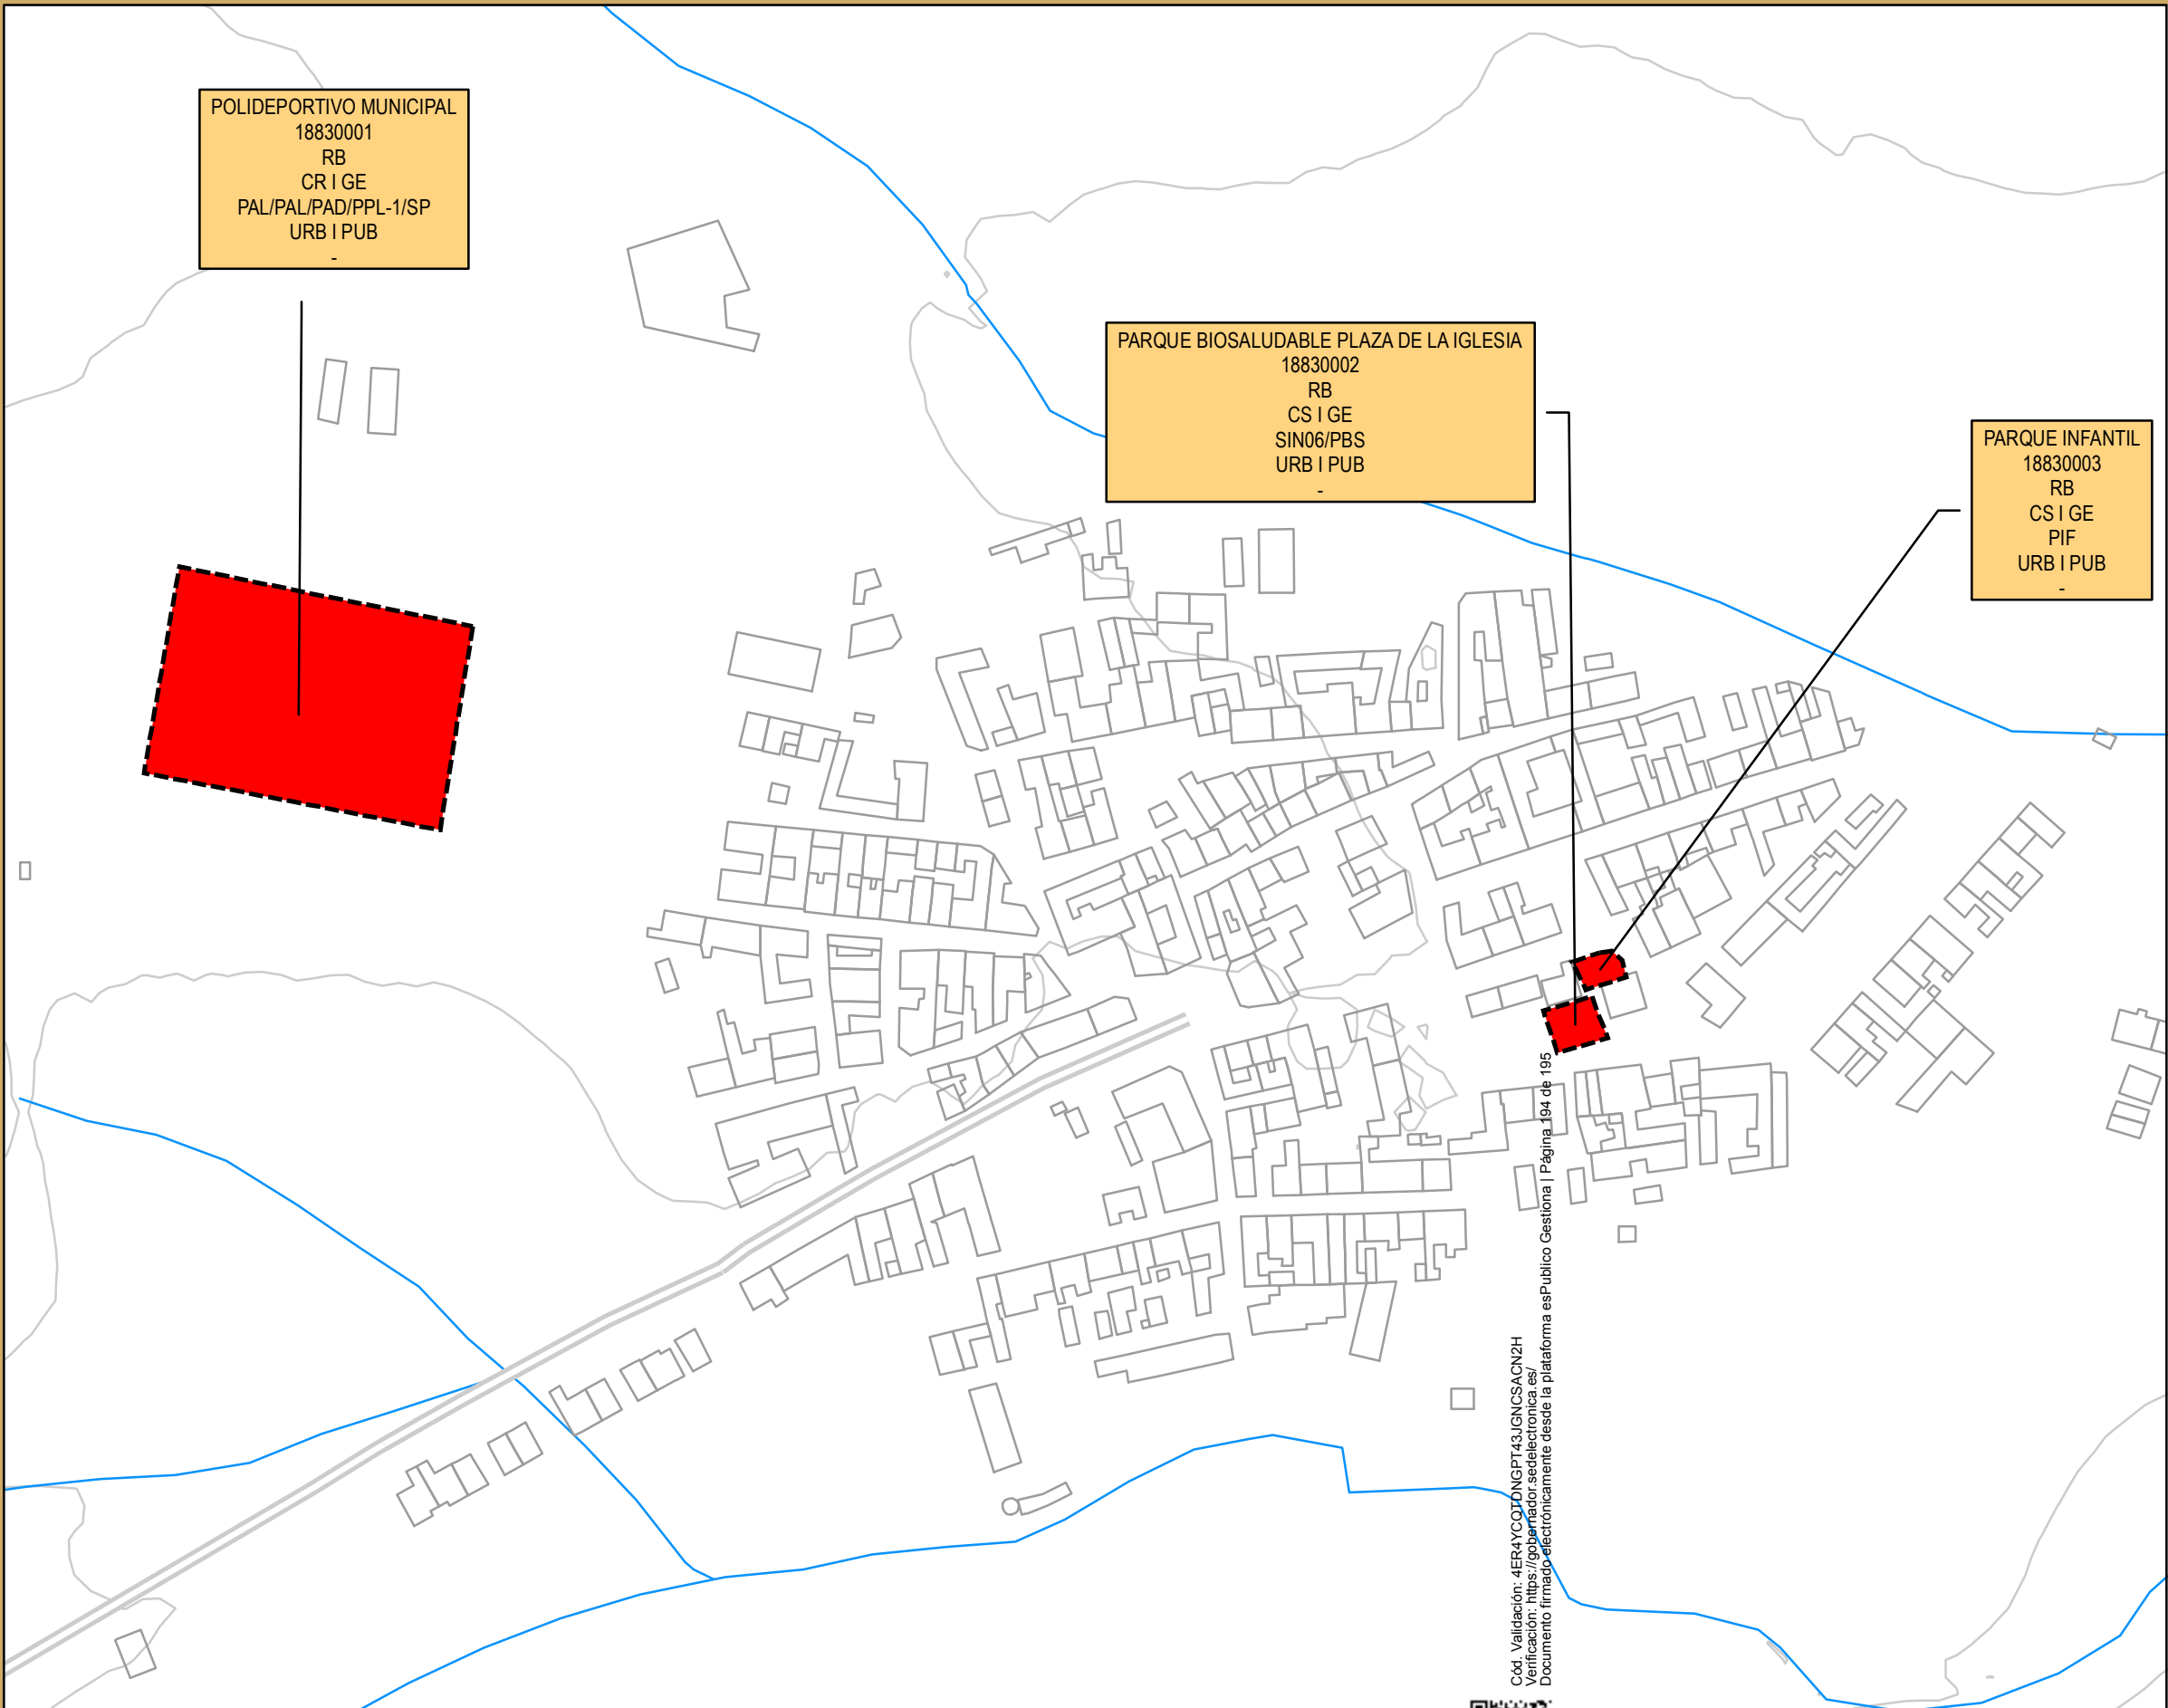 POLIDEPORTIVO MUNICIPAL
18830001
RB
CR I GE
PAL/PAL/PAD/PPL-1/SP
URB I PUB
-
PARQUE BIOSALUDABLE PLAZA DE LA IGLESIA
18830002
RB
CS I GE
SIN06/PBS
URB I PUB
-
PARQUE INFANTIL
18830003
RB
CS I GE
PIF
URB I PUB
-
Cód. Validación: 4ER4YCQTDNGPT43JGNCSACN2H
Verificación: https://gobernador.sedelectronica.es/
Documento firmado electrónicamente desde la plataforma esPublico Gestiona | Página 194 de 195